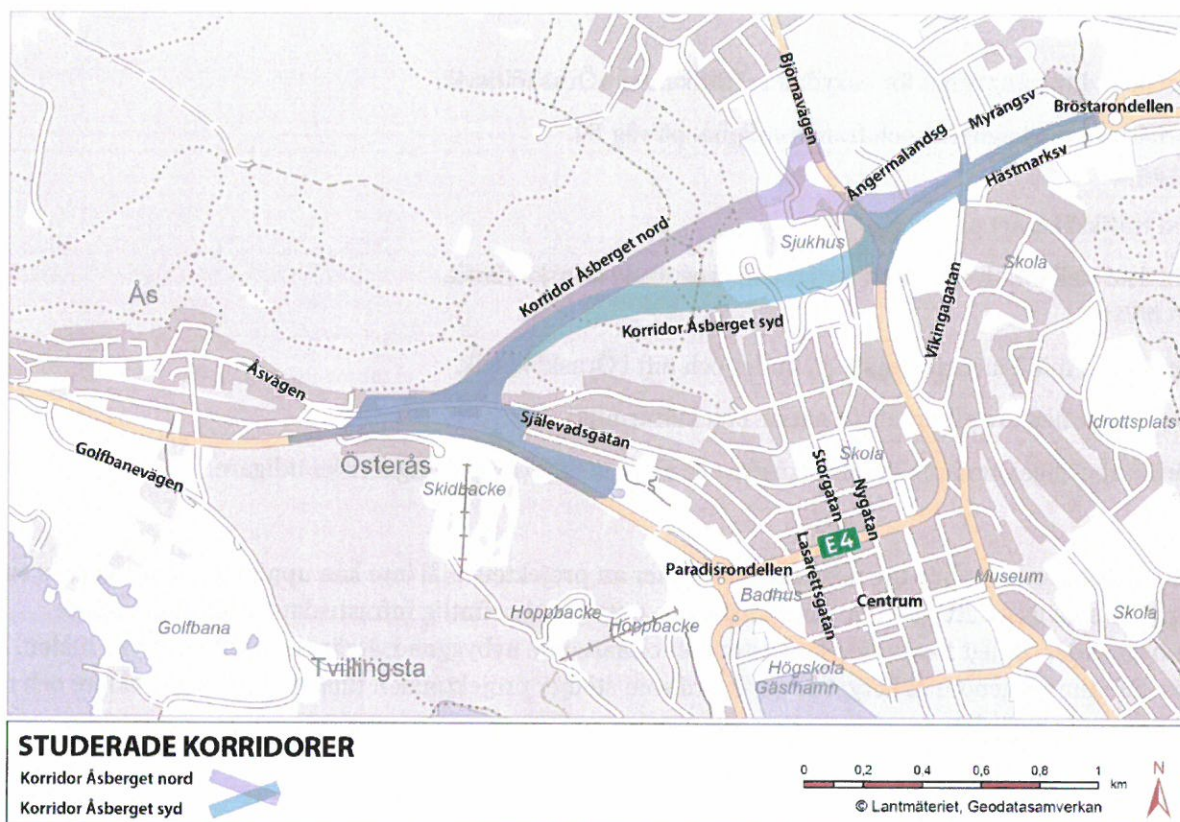 Björnavägen
Ångermalandsg
Myrängsv
Bröstarondellen
Hästmarksv
Korridor Åsberget nord
Sjukhus
Skola
Ås
Korridor Åsberget syd
Vikingagatan
Åsvägen
Själevadsgatan
Idrottsplats
Golfbanevägen
Österås
Skidbacke
Storgatan
Skola
Nygatan
E4
Lasarettsgatan
Paradisrondellen
Museum
Badhus
Centrum
Hoppbacke
Hoppbacke
Skola
Golfbana
Tvillingsta
Högskola
Gästhamn
STUDERADE KORRIDORER
Korridor Åsberget nord
Korridor Åsberget syd
0 0,2 0,4 0,6 0,8 1
km
N
© Lantmäteriet, Geodatasamverkan